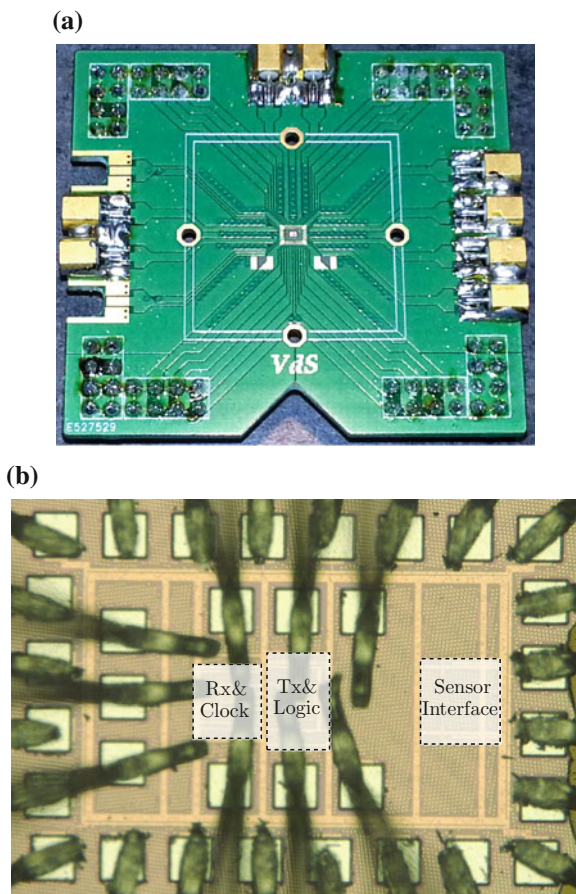 (a)
VdS
E527529
(b)
Rx&
Clock
Tx&
Logic
Sensor
Interface